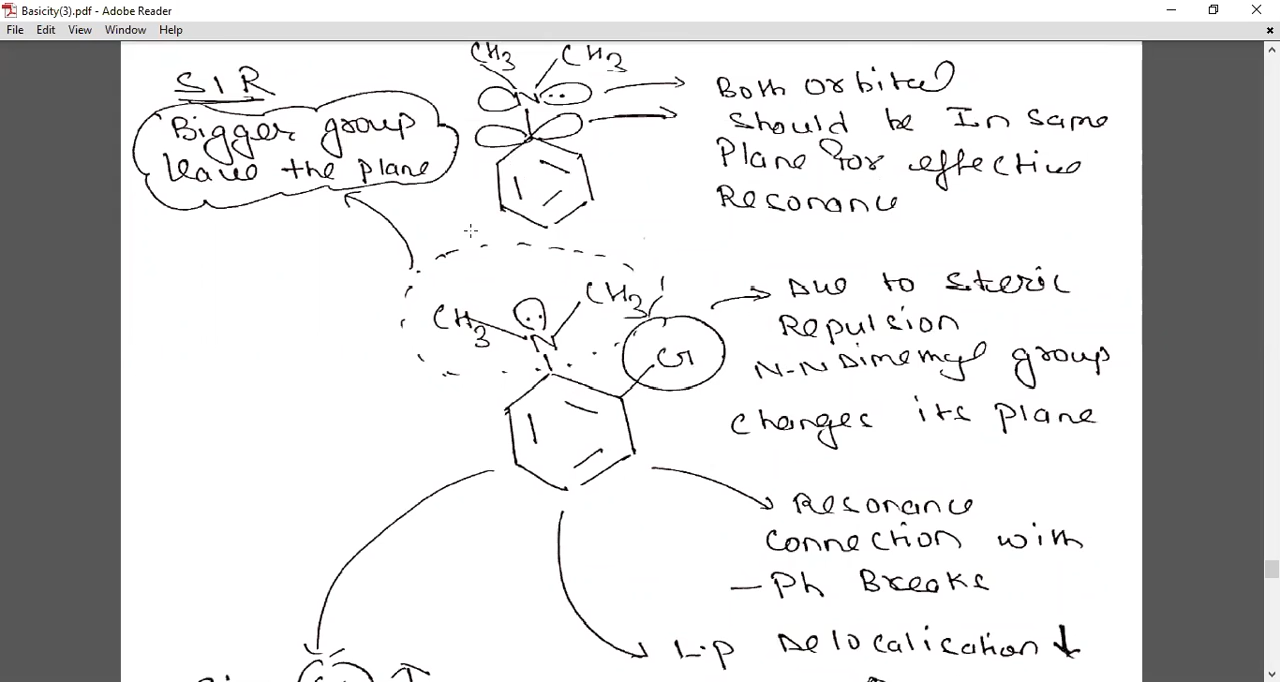 Basicity(3).pdf - Adobe Reader
File Edit View Window Help
SIR
Bigger group
leave the plane
CH3 CH3
N
Both orbital
should be In same
Plane for effective
Resonance
CH3 CH3
N
Due to steric
Repulsion
N-N Dimethyl group
changes its plane
Resonance
connection with
-Ph Breaks
L.p Delocalisation ↓